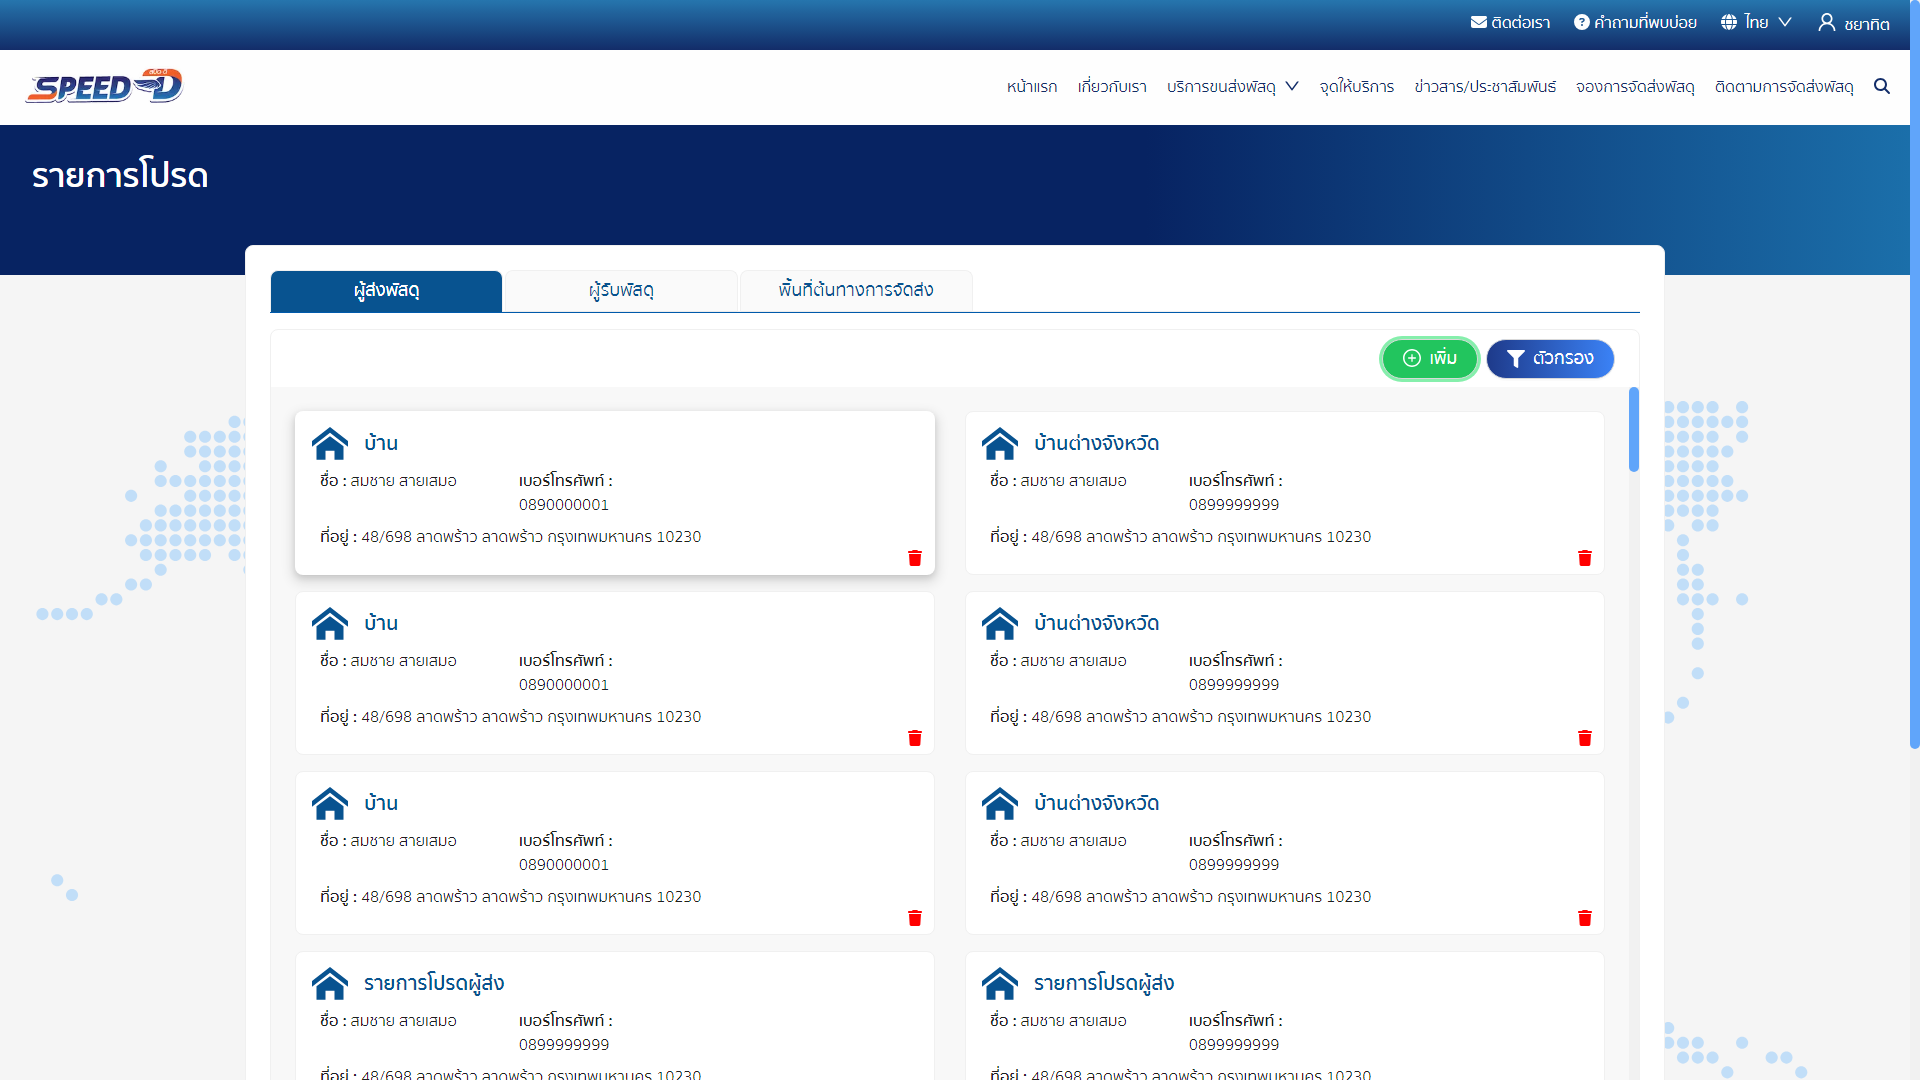 ติดต่อเรา คำถามที่พบบ่อย ไทย ชยาทิต
SPEED-D หน้าแรก เกี่ยวกับเรา บริการขนส่งพัสดุ จุดให้บริการ ข่าวสาร/ประชาสัมพันธ์ จองการจัดส่งพัสดุ ติดตามการจัดส่งพัสดุ
รายการโปรด
ผู้ส่งพัสดุ ผู้รับพัสดุ พื้นที่ต้นทางการจัดส่ง
เพิ่ม ตัวกรอง
บ้าน
ชื่อ : สมชาย สายเสมอ เบอร์โทรศัพท์ :
0890000001
ที่อยู่ : 48/698 ลาดพร้าว ลาดพร้าว กรุงเทพมหานคร 10230
บ้านต่างจังหวัด
ชื่อ : สมชาย สายเสมอ เบอร์โทรศัพท์ :
0899999999
ที่อยู่ : 48/698 ลาดพร้าว ลาดพร้าว กรุงเทพมหานคร 10230
บ้าน
ชื่อ : สมชาย สายเสมอ เบอร์โทรศัพท์ :
0890000001
ที่อยู่ : 48/698 ลาดพร้าว ลาดพร้าว กรุงเทพมหานคร 10230
บ้านต่างจังหวัด
ชื่อ : สมชาย สายเสมอ เบอร์โทรศัพท์ :
0899999999
ที่อยู่ : 48/698 ลาดพร้าว ลาดพร้าว กรุงเทพมหานคร 10230
บ้าน
ชื่อ : สมชาย สายเสมอ เบอร์โทรศัพท์ :
0890000001
ที่อยู่ : 48/698 ลาดพร้าว ลาดพร้าว กรุงเทพมหานคร 10230
บ้านต่างจังหวัด
ชื่อ : สมชาย สายเสมอ เบอร์โทรศัพท์ :
0899999999
ที่อยู่ : 48/698 ลาดพร้าว ลาดพร้าว กรุงเทพมหานคร 10230
รายการโปรดผู้ส่ง
ชื่อ : สมชาย สายเสมอ เบอร์โทรศัพท์ :
0899999999
ที่อยู่ : 48/698 ลาดพร้าว ลาดพร้าว กรุงเทพมหานคร 10230
รายการโปรดผู้ส่ง
ชื่อ : สมชาย สายเสมอ เบอร์โทรศัพท์ :
0899999999
ที่อยู่ : 48/698 ลาดพร้าว ลาดพร้าว กรุงเทพมหานคร 10230